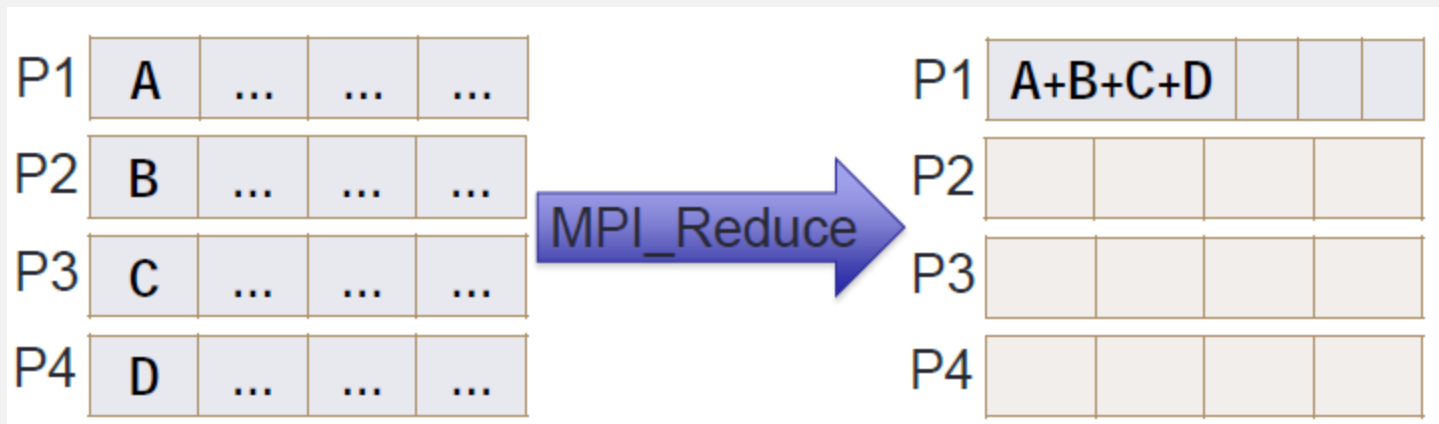 P1 A ... ... ...
P2 B ... ... ...
P3 C ... ... ...
P4 D ... ... ...
MPI_Reduce
P1 A+B+C+D
P2
P3
P4